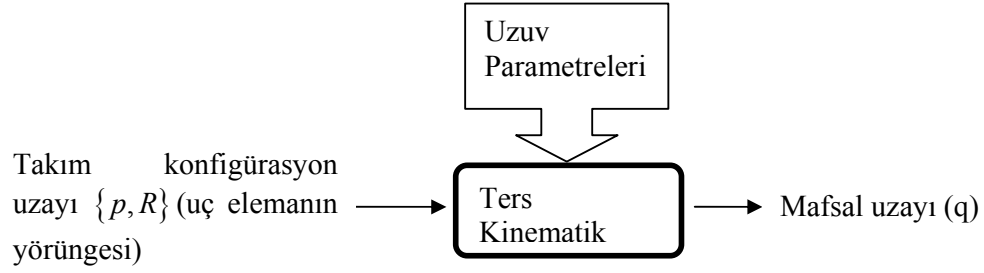 Uzuv
Parametreleri
Takım konfigürasyon
uzayı {p, R} (uç elemanın
yörüngesi)
Ters
Kinematik
Mafsal uzayı (q)